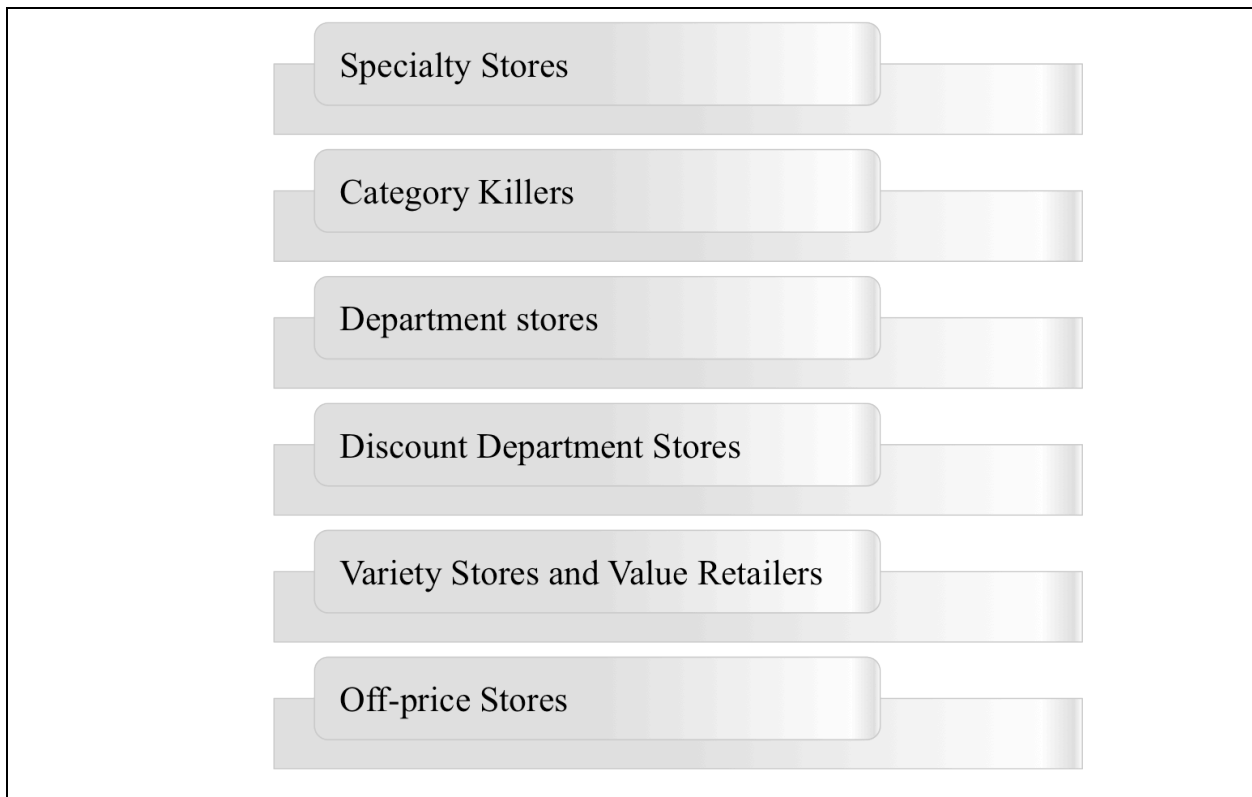 Specialty Stores
Category Killers
Department stores
Discount Department Stores
Variety Stores and Value Retailers
Off-price Stores